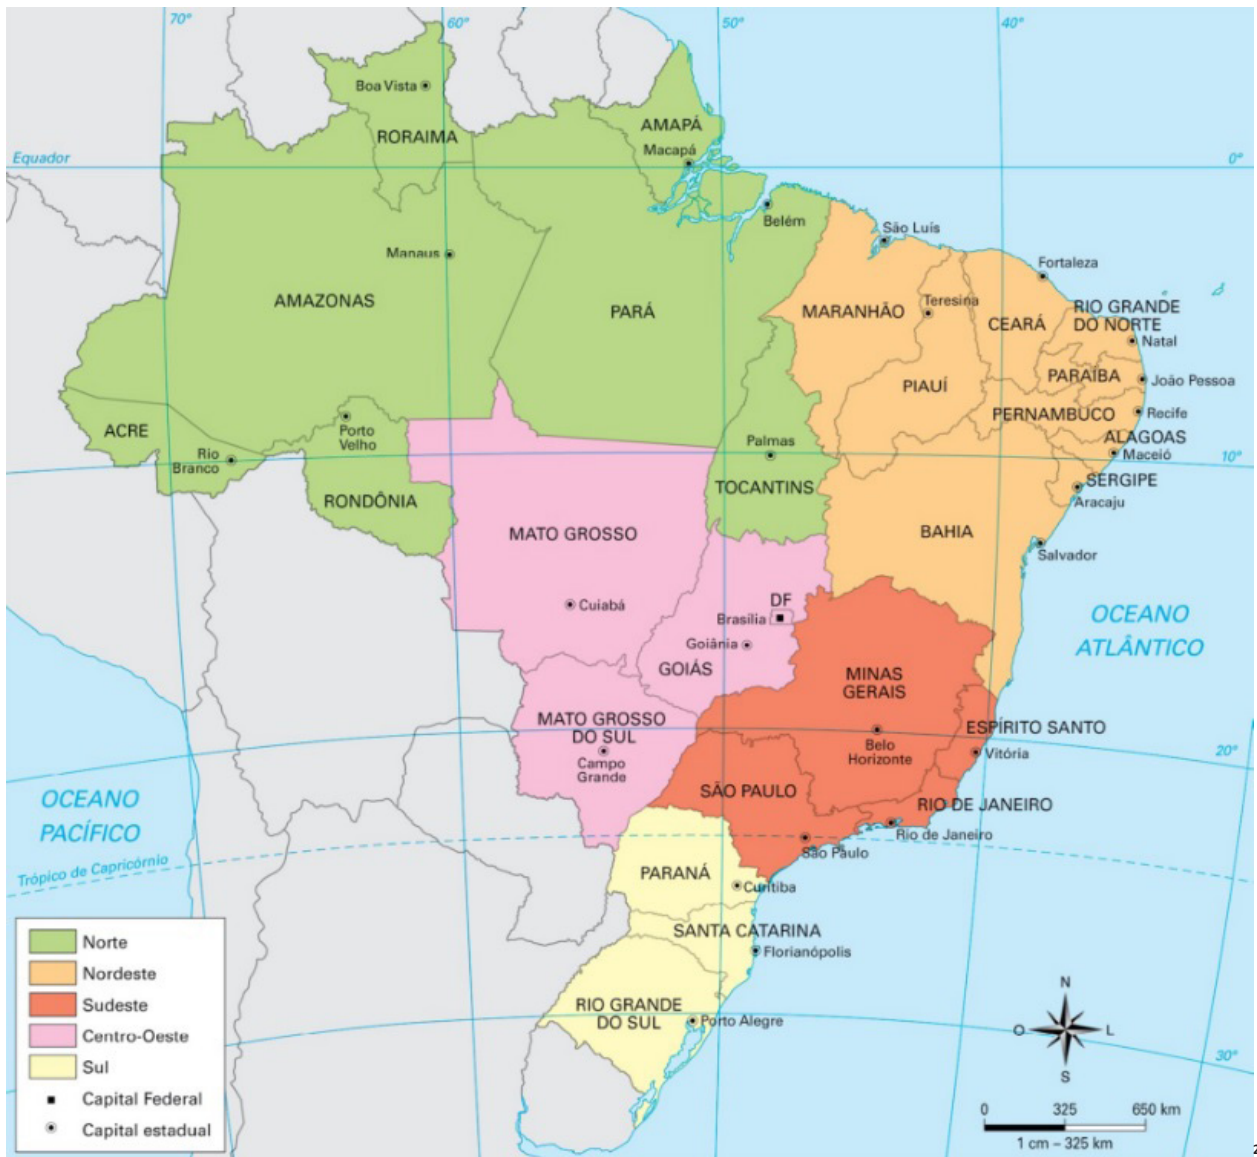 70°
60°
50°
40°
Boa Vista
RORAIMA
AMAPÁ
Macapá
Equador
0°
Belém
São Luís
Manaus
Fortaleza
AMAZONAS
PARÁ
MARANHÃO
Teresina
CEARÁ
RIO GRANDE
DO NORTE
Natal
PIAUÍ
PARAÍBA
João Pessoa
PERNAMBUCO
Recife
ACRE
Rio
Branco
Porto
Velho
Palmas
ALAGOAS
Maceió
10°
RONDÔNIA
TOCANTINS
SERGIPE
Aracaju
MATO GROSSO
BAHIA
Salvador
Cuiabá
DF
Brasília
Goiânia
GOIÁS
OCEANO
ATLÂNTICO
MINAS
GERAIS
MATO GROSSO
DO SUL
Campo
Grande
Belo
Horizonte
ESPÍRITO SANTO
Vitória
20°
OCEANO
PACÍFICO
SÃO PAULO
RIO DE JANEIRO
Rio de Janeiro
São Paulo
Trópico de Capricórnio
PARANÁ
Curitiba
SANTA CATARINA
Florianópolis
RIO GRANDE
DO SUL
Porto Alegre
30°
Norte
Nordeste
Sudeste
Centro-Oeste
Sul
Capital Federal
Capital estadual
N
O
L
S
0
325
650 km
1 cm – 325 km